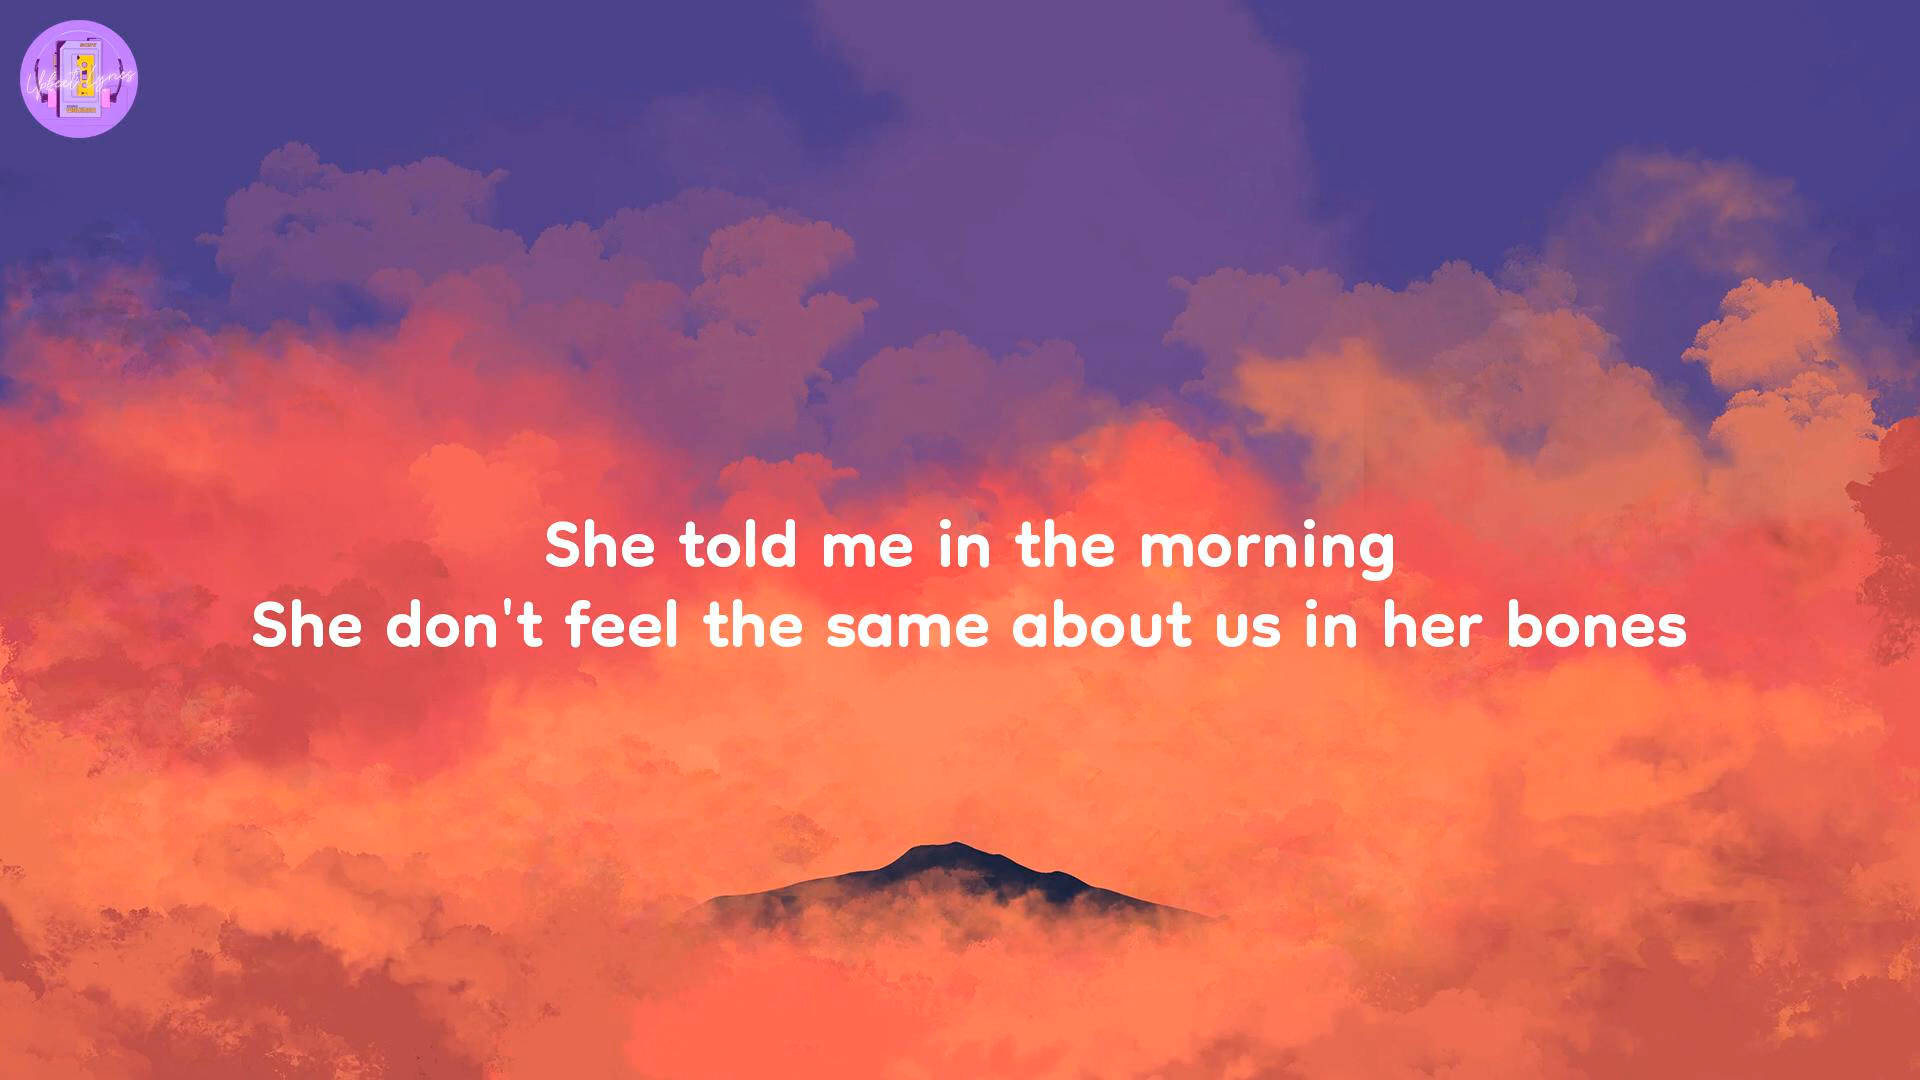 She told me in the morning
She don't feel the same about us in her bones